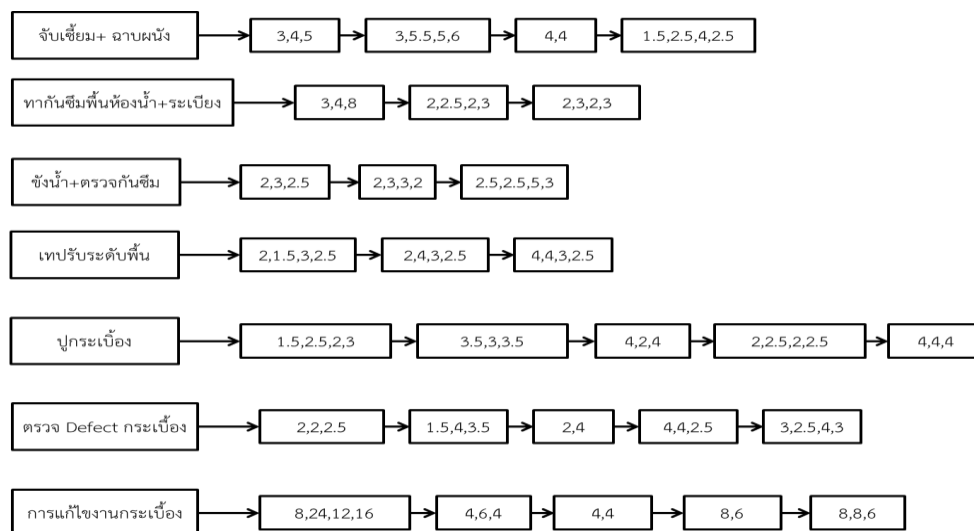 จับเซี้ยม+ ฉาบผนัง 3,4,5 3,5.5,5,6 4,4 1.5,2.5,4,2.5
ทากันซึมพื้นห้องน้ำ+ระเบียง 3,4,8 2,2.5,2,3 2,3,2,3
ขังน้ำ+ตรวจกันซึม 2,3,2.5 2,3,3,2 2.5,2.5,5,3
เทปรับระดับพื้น 2,1.5,3,2.5 2,4,3,2.5 4,4,3,2.5
ปูกระเบื้อง 1.5,2.5,2,3 3.5,3,3.5 4,2,4 2,2.5,2,2.5 4,4,4
ตรวจ Defect กระเบื้อง 2,2,2.5 1.5,4,3.5 2,4 4,4,2.5 3,2.5,4,3
การแก้ไขงานกระเบื้อง 8,24,12,16 4,6,4 4,4 8,6 8,8,6